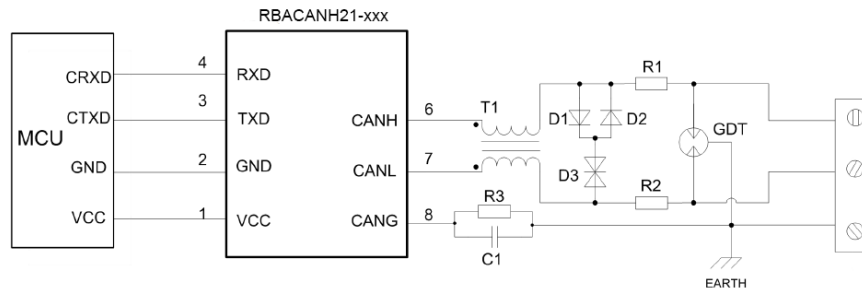 RBACANH21-xxx
MCU
CRXD
CTXD
GND
VCC
4
3
2
1
RXD
TXD
GND
VCC
CANH
CANL
CANG
6
7
8
T1
D1
D2
D3
R1
R2
GDT
R3
C1
EARTH